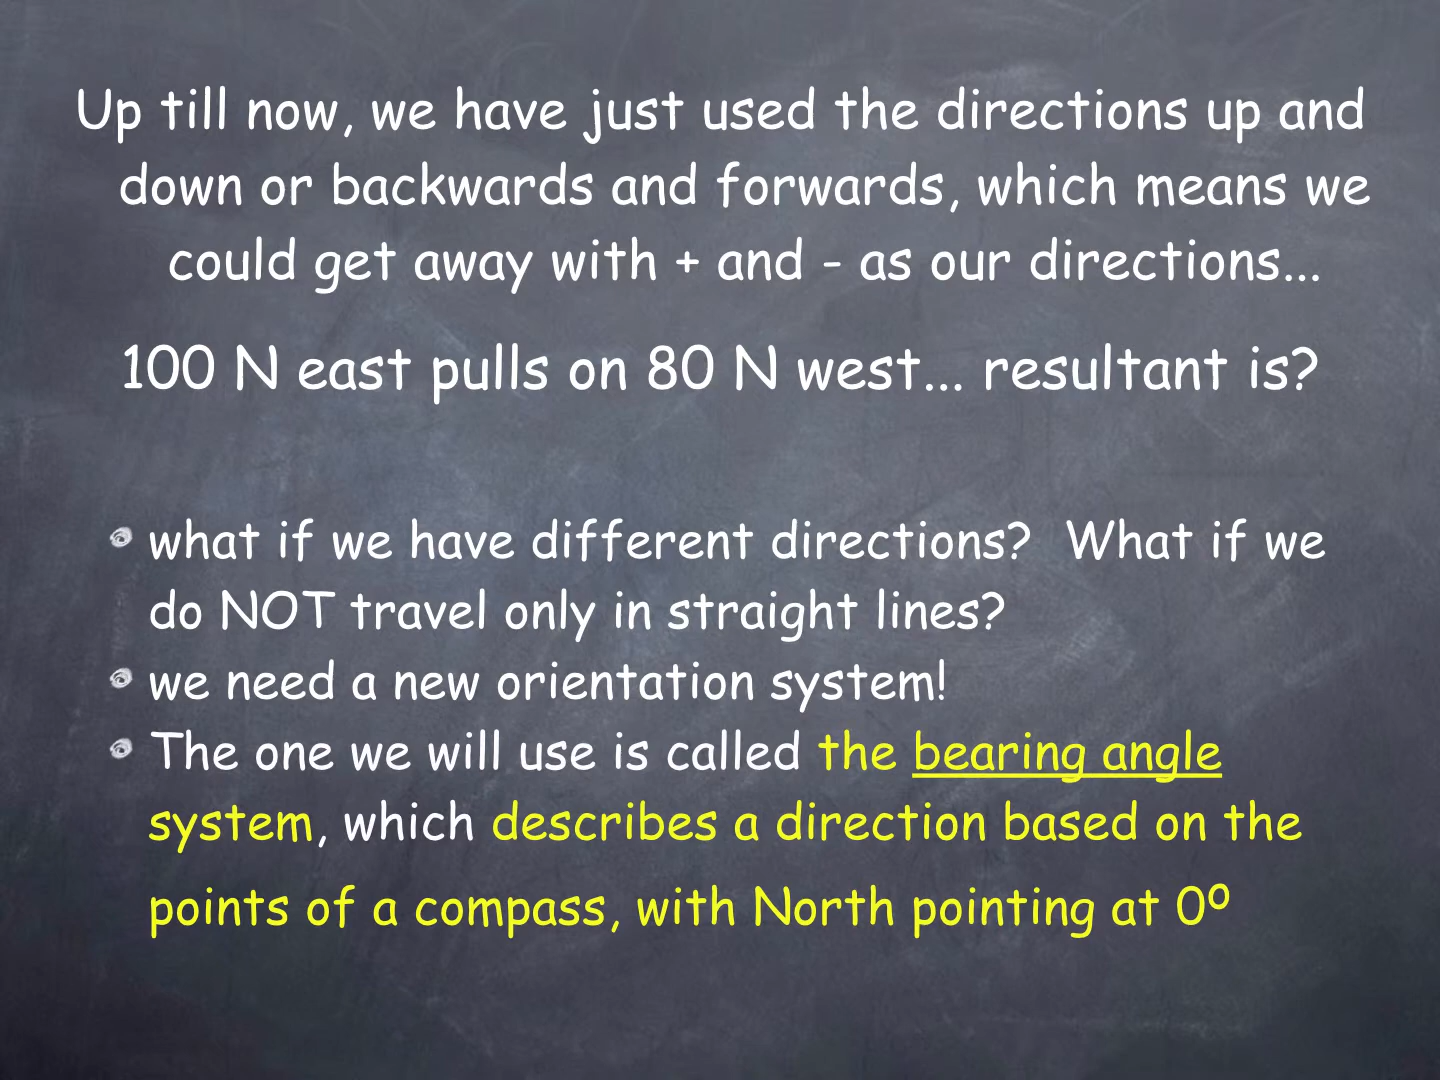 Up till now, we have just used the directions up and
down or backwards and forwards, which means we
could get away with + and - as our directions...
100 N east pulls on 80 N west... resultant is?
what if we have different directions?  What if we
do NOT travel only in straight lines?
we need a new orientation system!
The one we will use is called the bearing angle
system, which describes a direction based on the
points of a compass, with North pointing at 0º